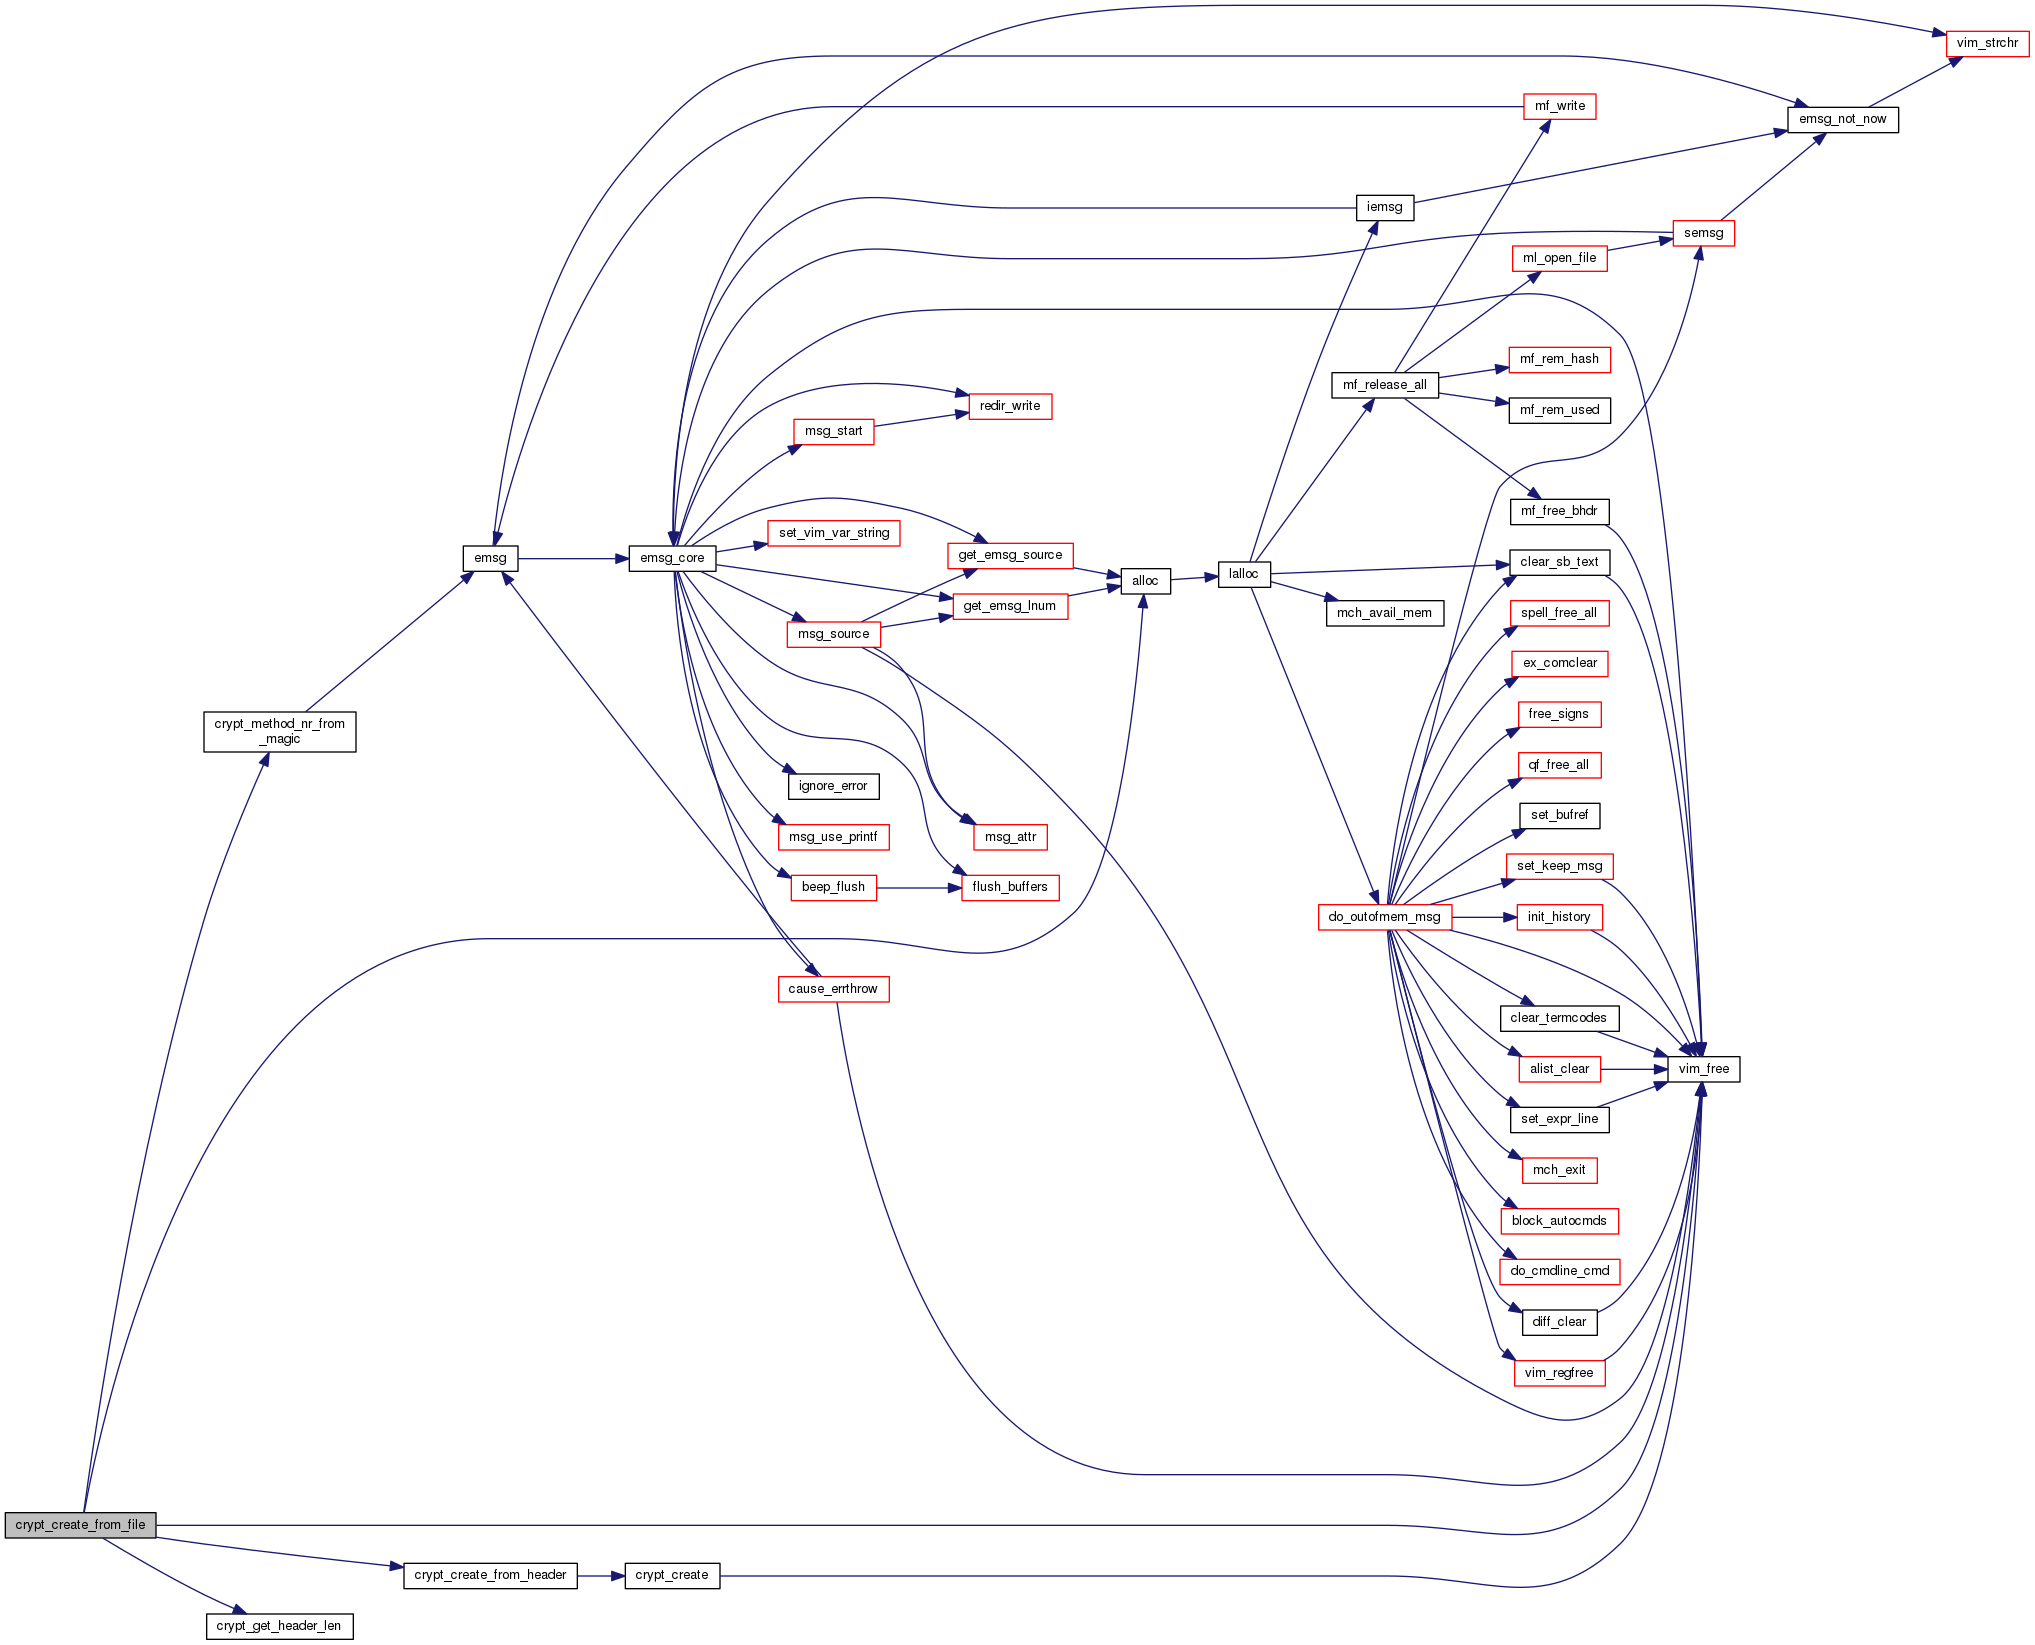 vim_strchr
mf_write
emsg_not_now
iemsg
semsg
ml_open_file
mf_rem_hash
mf_release_all
redir_write
mf_rem_used
msg_start
mf_free_bhdr
set_vim_var_string
get_emsg_source
emsg
emsg_core
clear_sb_text
lalloc
alloc
get_emsg_lnum
mch_avail_mem
spell_free_all
msg_source
ex_comclear
free_signs
crypt_method_nr_from
_magic
qf_free_all
ignore_error
set_bufref
msg_use_printf
msg_attr
set_keep_msg
beep_flush
flush_buffers
do_outofmem_msg
init_history
cause_errthrow
clear_termcodes
alist_clear
vim_free
set_expr_line
mch_exit
block_autocmds
do_cmdline_cmd
diff_clear
vim_regfree
crypt_create_from_file
crypt_create_from_header
crypt_create
crypt_get_header_len